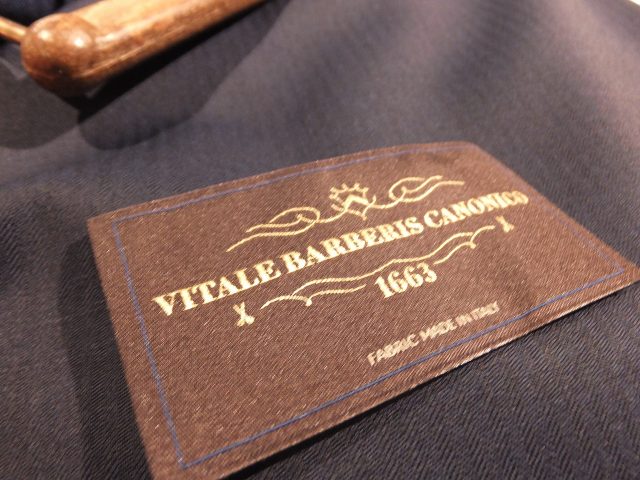 VITALE BARBERIS CANONICO
1663
FABRIC MADE IN ITALY